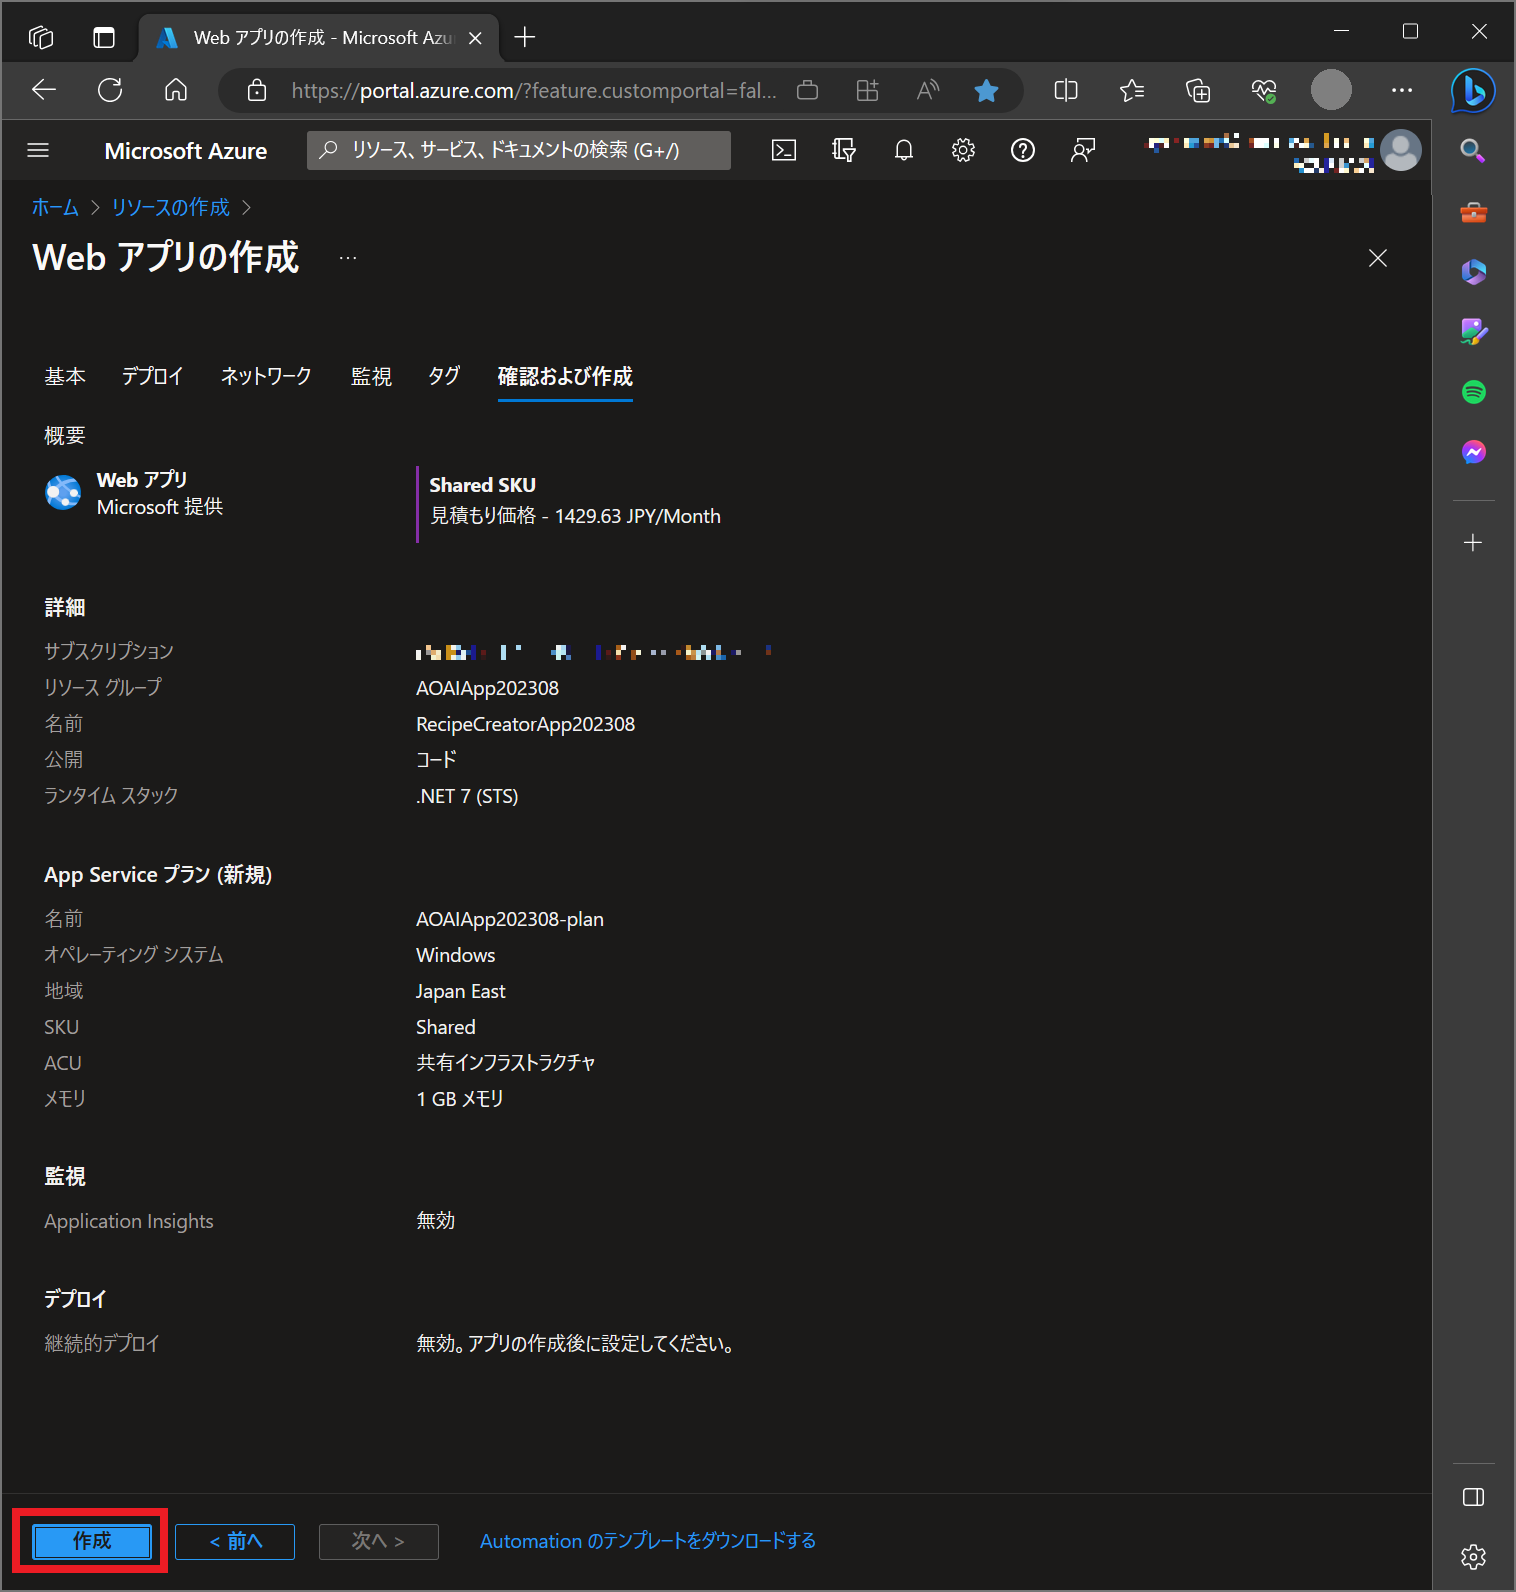 Web アプリの作成 - Microsoft Azu
https://portal.azure.com/?feature.customportal=fal...
Microsoft Azure
リソース、サービス、ドキュメントの検索 (G+/)
ホーム > リソースの作成 >
Web アプリの作成 ...
基本 デプロイ ネットワーク 監視 タグ 確認および作成
概要
Web アプリ
Microsoft 提供
Shared SKU
見積もり価格 - 1429.63 JPY/Month
詳細
サブスクリプション
リソース グループ AOAIApp202308
名前 RecipeCreatorApp202308
公開 コード
ランタイム スタック .NET 7 (STS)
App Service プラン (新規)
名前 AOAIApp202308-plan
オペレーティング システム Windows
地域 Japan East
SKU Shared
ACU 共有インフラストラクチャ
メモリ 1 GB メモリ
監視
Application Insights 無効
デプロイ
継続的デプロイ 無効。アプリの作成後に設定してください。
作成 < 前へ 次へ > Automation のテンプレートをダウンロードする